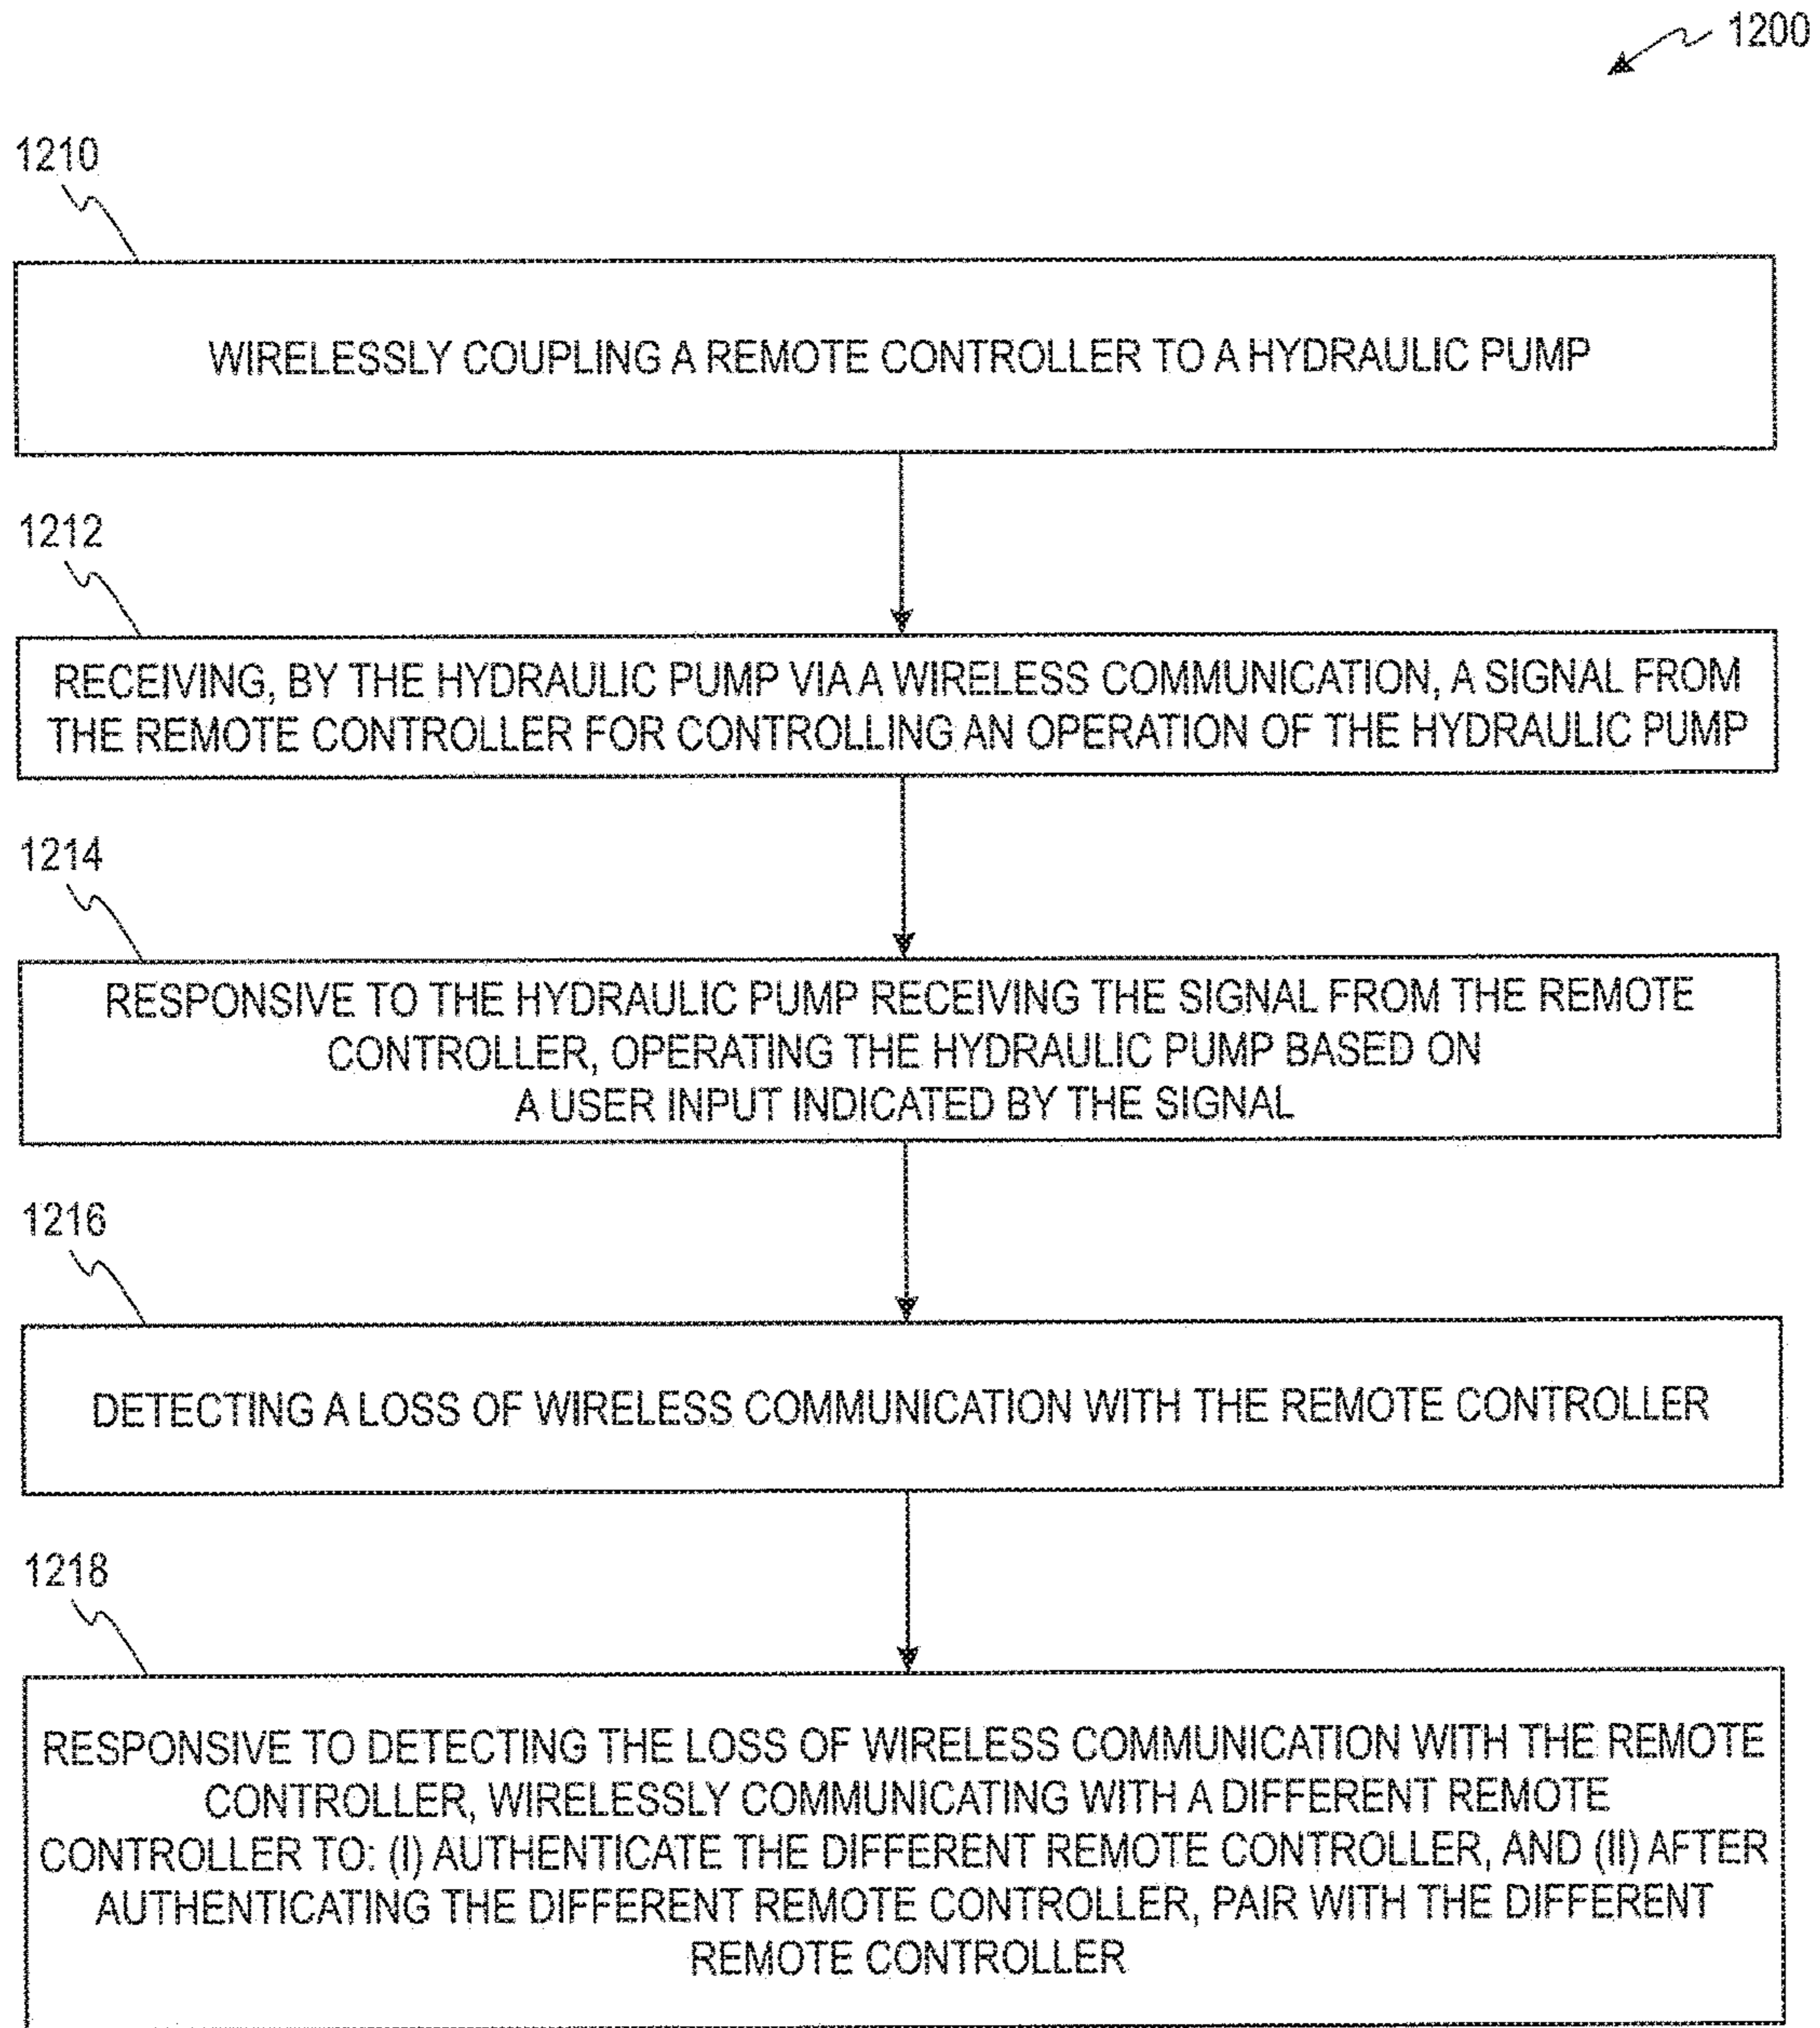 1200
1210
WIRELESSLY COUPLING A REMOTE CONTROLLER TO A HYDRAULIC PUMP
1212
RECEIVING, BY THE HYDRAULIC PUMP VIA A WIRELESS COMMUNICATION, A SIGNAL FROM
THE REMOTE CONTROLLER FOR CONTROLLING AN OPERATION OF THE HYDRAULIC PUMP
1214
RESPONSIVE TO THE HYDRAULIC PUMP RECEIVING THE SIGNAL FROM THE REMOTE
CONTROLLER, OPERATING THE HYDRAULIC PUMP BASED ON
A USER INPUT INDICATED BY THE SIGNAL
1216
DETECTING A LOSS OF WIRELESS COMMUNICATION WITH THE REMOTE CONTROLLER
1218
RESPONSIVE TO DETECTING THE LOSS OF WIRELESS COMMUNICATION WITH THE REMOTE
CONTROLLER, WIRELESSLY COMMUNICATING WITH A DIFFERENT REMOTE
CONTROLLER TO: (I) AUTHENTICATE THE DIFFERENT REMOTE CONTROLLER, AND (II) AFTER
AUTHENTICATING THE DIFFERENT REMOTE CONTROLLER, PAIR WITH THE DIFFERENT
REMOTE CONTROLLER